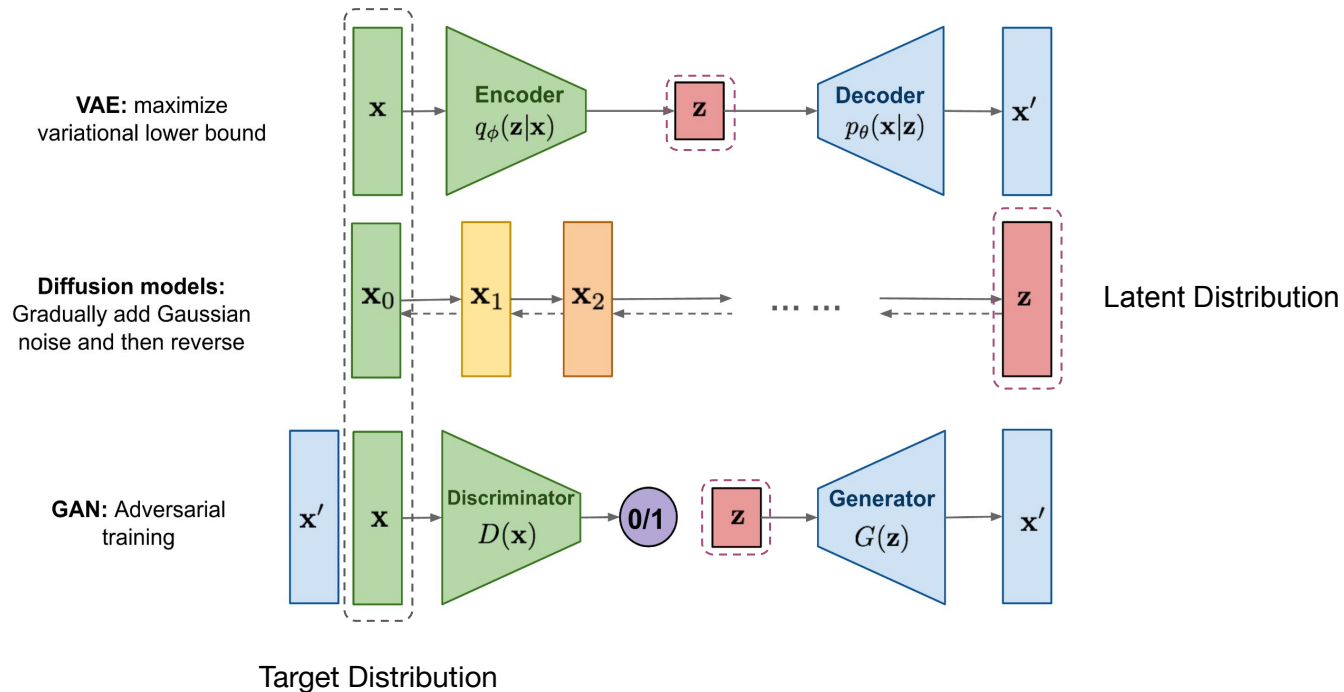 VAE: maximize
variational lower bound
x
Encoder
qϕ(z|x)
z
Decoder
pθ(x|z)
x′
Diffusion models:
Gradually add Gaussian
noise and then reverse
x0
x1
x2
... ...
z
Latent Distribution
GAN: Adversarial
training
x′
x
Discriminator
D(x)
0/1
z
Generator
G(z)
x′
Target Distribution